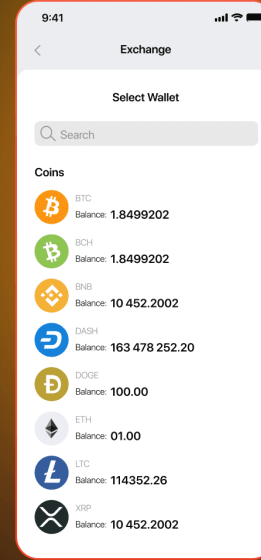 9:41
Exchange
Select Wallet
Search
Coins
BTC
Balance: 1.8499202
BCH
Balance: 1.8499202
BNB
Balance: 10 452.2002
DASH
Balance: 163 478 252.20
DOGE
Balance: 100.00
ETH
Balance: 01.00
LTC
Balance: 114352.26
XRP
Balance: 10 452.2002